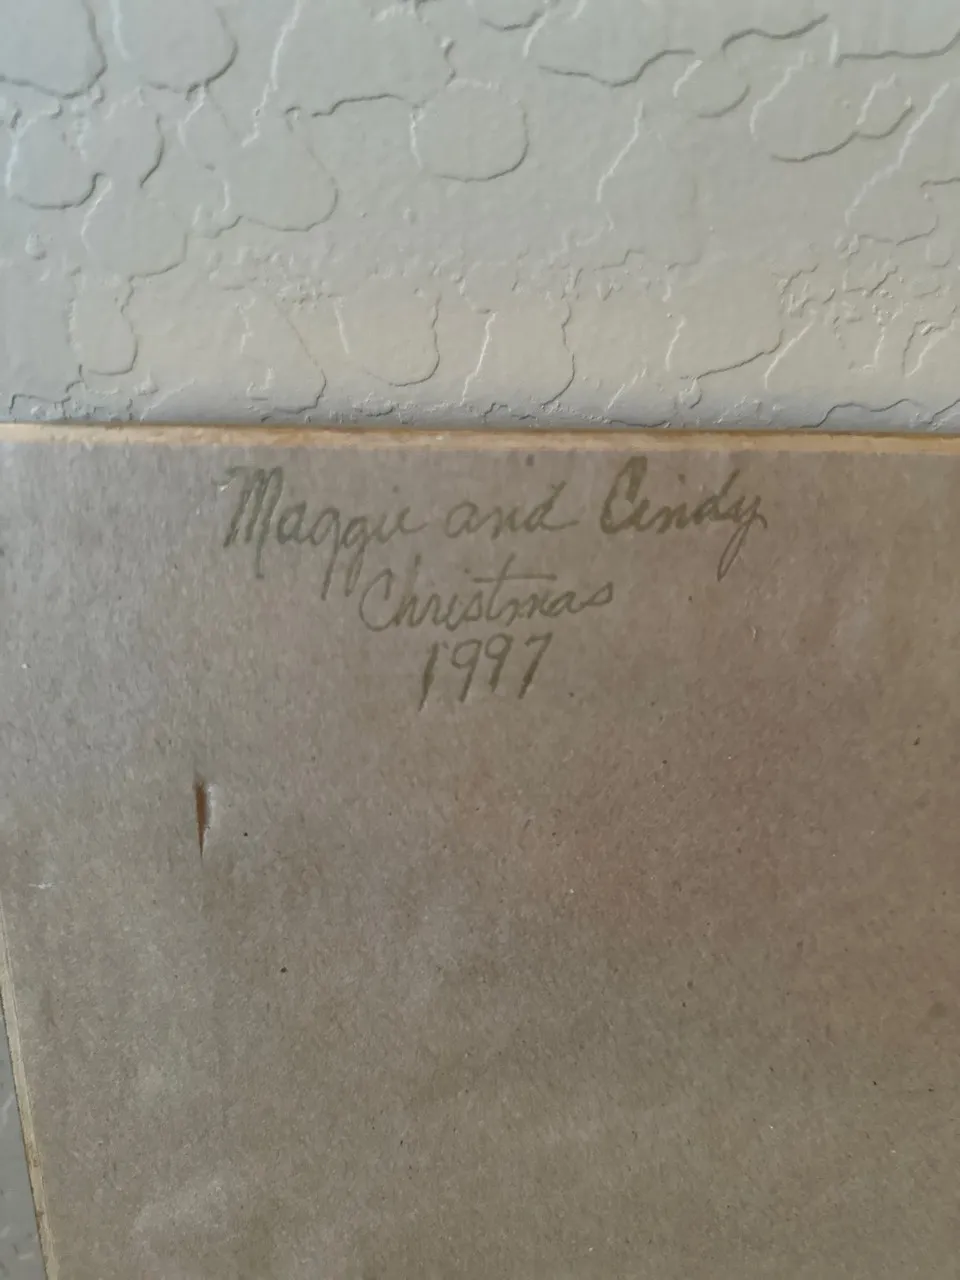 Maggie and Cindy
Christmas
1997